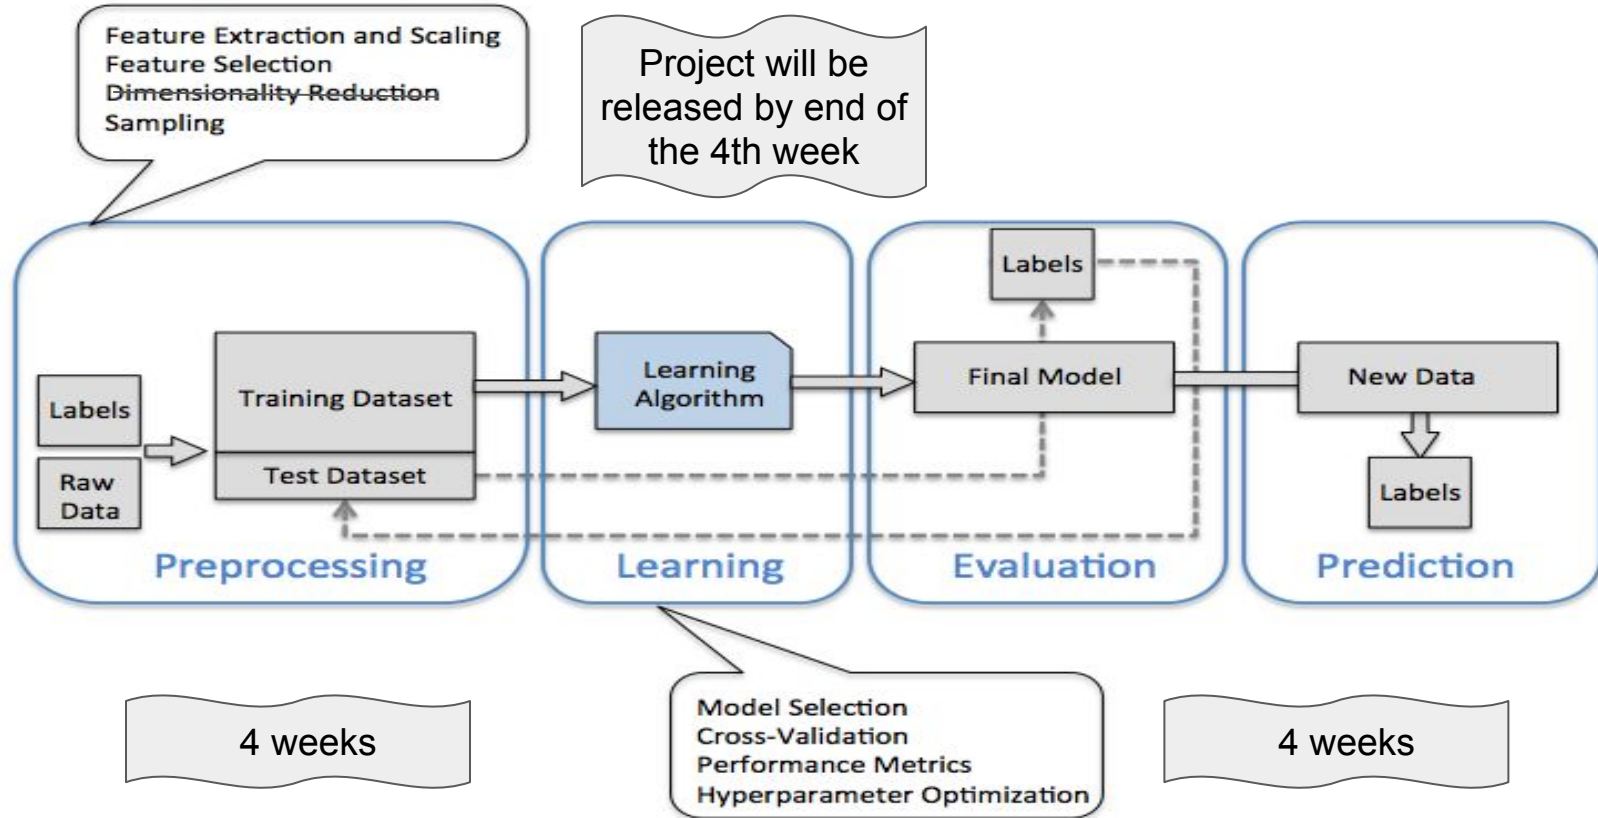 Feature Extraction and Scaling
Feature Selection
Dimensionality Reduction
Sampling
Project will be
released by end of
the 4th week
Labels
Raw
Data
Training Dataset
Test Dataset
Preprocessing
Learning
Algorithm
Learning
Labels
Final Model
Evaluation
New Data
Labels
Prediction
4 weeks
Model Selection
Cross-Validation
Performance Metrics
Hyperparameter Optimization
4 weeks